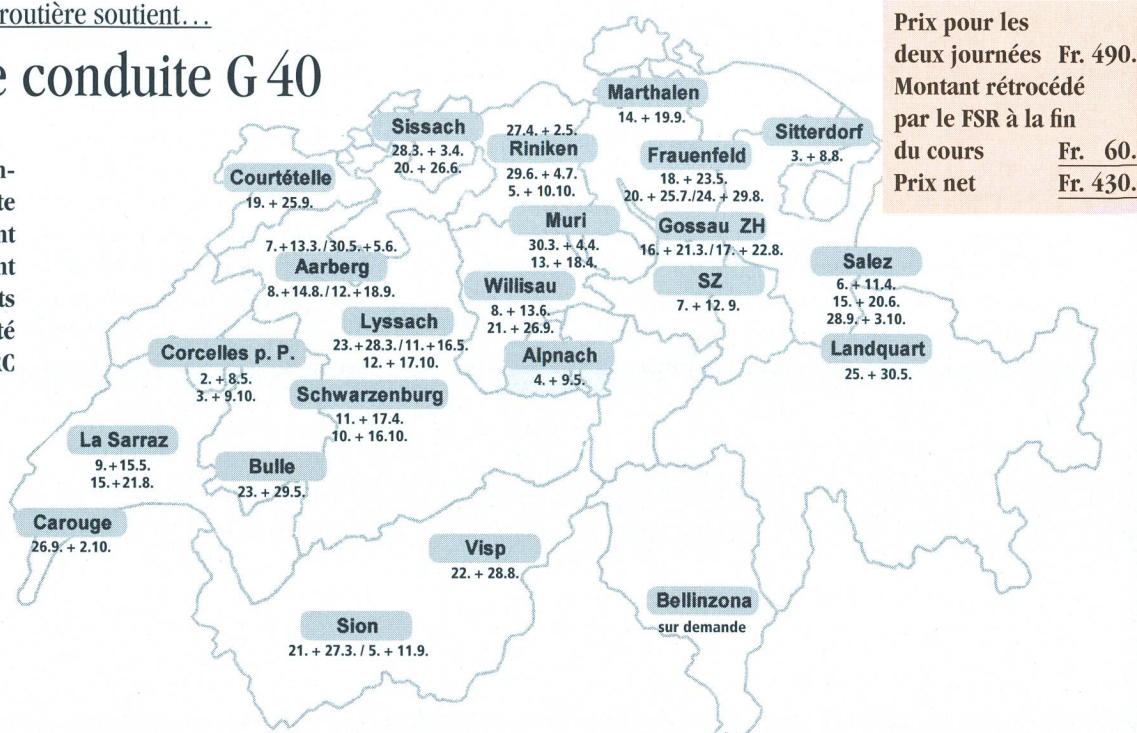 routière soutient…
e conduite G 40
n-
te
nt
nt
ts
té
RC
Prix pour les
deux journées Fr. 490.
Montant rétrocédé
par le FSR à la fin
du cours Fr. 60.
Prix net Fr. 430.
Marthalen
14. + 19.9.
Sissach
28.3. + 3.4.
20. + 26.6.
27.4. + 2.5.
Riniken
29.6. + 4.7.
5. + 10.10.
Sitterdorf
3. + 8.8.
Frauenfeld
18. + 23.5.
20. + 25.7./24. + 29.8.
Courtételle
19. + 25.9.
Muri
30.3. + 4.4.
13. + 18.4.
Gossau ZH
16. + 21.3./17. + 22.8.
7. + 13.3./30.5. + 5.6.
Aarberg
8. + 14.8./12. + 18.9.
Willisau
8. + 13.6.
21. + 26.9.
SZ
7. + 12. 9.
Salez
6. + 11.4.
15. + 20.6.
28.9. + 3.10.
Lyssach
23. + 28.3./11. + 16.5.
12. + 17.10.
Corcelles p. P.
2. + 8.5.
3. + 9.10.
Alpnach
4. + 9.5.
Landquart
25. + 30.5.
Schwarzenburg
11. + 17.4.
10. + 16.10.
La Sarraz
9. + 15.5.
15. + 21.8.
Bulle
23. + 29.5.
Carouge
26.9. + 2.10.
Visp
22. + 28.8.
Bellinzona
sur demande
Sion
21. + 27.3. / 5. + 11.9.